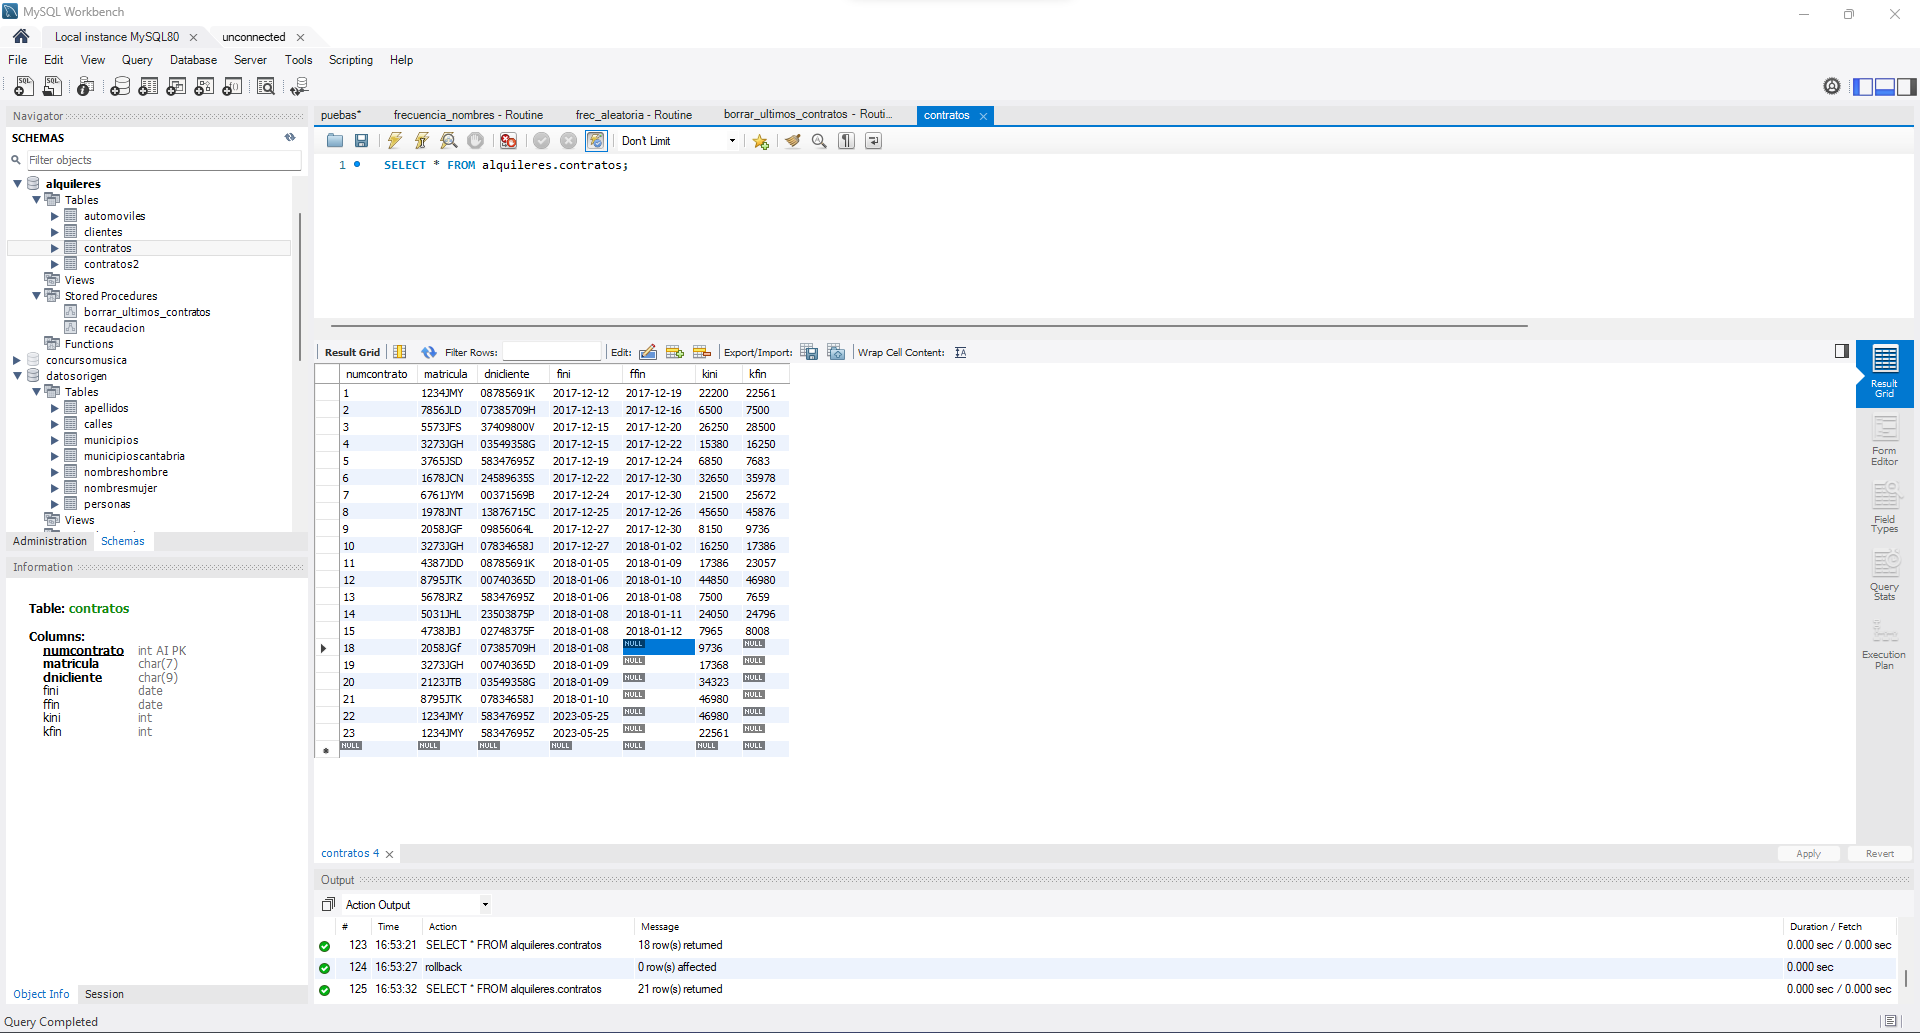 MySQL Workbench
Local instance MySQL80
unconnected
File Edit View Query Database Server Tools Scripting Help
Navigator
SCHEMAS
Filter objects
alquileres
Tables
automoviles
clientes
contratos
contratos2
Views
Stored Procedures
borrar_ultimos_contratos
recaudacion
Functions
concursomusica
datosorigen
Tables
apellidos
calles
municipios
municipioscantabria
nombreshombre
nombresmujer
personas
Views
Administration Schemas
Information
Table: contratos
Columns:
numcontrato int AI PK
matricula char(7)
dnicliente char(9)
fini date
ffin date
kini int
kfin int
Object Info Session
Query Completed
puebas* frecuencia_nombres - Routine frec_aleatoria - Routine borrar_ultimos_contratos - Routi... contratos
Don't Limit
1 SELECT * FROM alquileres.contratos;
Result Grid Filter Rows: Edit: Export/Import: Wrap Cell Content:
numcontrato matricula dnicliente fini ffin kini kfin
1 1234JMY 08785691K 2017-12-12 2017-12-19 22200 22561
2 7856JLD 07385709H 2017-12-13 2017-12-16 6500 7500
3 5573JFS 37409800V 2017-12-15 2017-12-20 26250 28500
4 3273JGH 03549358G 2017-12-15 2017-12-22 15380 16250
5 3765JSD 58347695Z 2017-12-19 2017-12-24 6850 7683
6 1678JCN 24589635S 2017-12-22 2017-12-30 32650 35978
7 6761JYM 00371569B 2017-12-24 2017-12-30 21500 25672
8 1978JNT 13876715C 2017-12-25 2017-12-26 45650 45876
9 2058JGF 09856064L 2017-12-27 2017-12-30 8150 9736
10 3273JGH 07834658J 2017-12-27 2018-01-02 16250 17386
11 4387JDD 08785691K 2018-01-05 2018-01-09 17386 23057
12 8795JTK 00740365D 2018-01-06 2018-01-10 44850 46980
13 5678JRZ 58347695Z 2018-01-06 2018-01-08 7500 7659
14 5031JHL 23503875P 2018-01-08 2018-01-11 24050 24796
15 4738JBJ 02748375F 2018-01-08 2018-01-12 7965 8008
18 2058JGf 07385709H 2018-01-08 NULL 9736 NULL
19 3273JGH 00740365D 2018-01-09 NULL 17368 NULL
20 2123JTB 03549358G 2018-01-09 NULL 34323 NULL
21 8795JTK 07834658J 2018-01-10 NULL 46980 NULL
22 1234JMY 58347695Z 2023-05-25 NULL 46980 NULL
23 1234JMY 58347695Z 2023-05-25 NULL 22561 NULL
NULL NULL NULL NULL NULL NULL NULL
Result Grid
Form Editor
Field Types
Query Stats
Execution Plan
contratos 4
Apply Revert
Output
Action Output
# Time Action Message Duration / Fetch
123 16:53:21 SELECT * FROM alquileres.contratos 18 row(s) returned 0.000 sec / 0.000 sec
124 16:53:27 rollback 0 row(s) affected 0.000 sec
125 16:53:32 SELECT * FROM alquileres.contratos 21 row(s) returned 0.000 sec / 0.000 sec